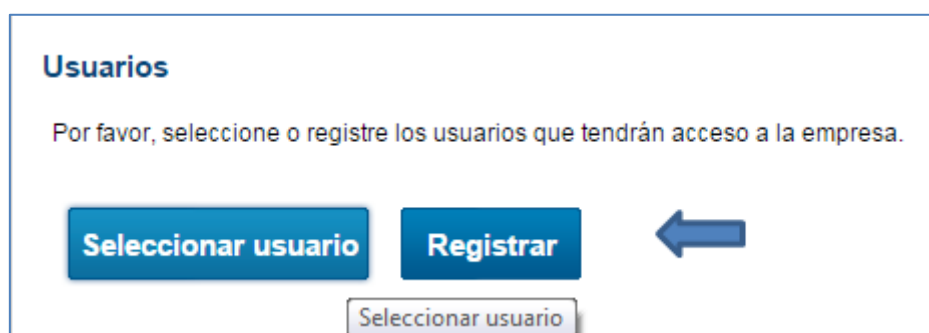 Usuarios
Por favor, seleccione o registre los usuarios que tendrán acceso a la empresa.
Seleccionar usuario Registrar
Seleccionar usuario